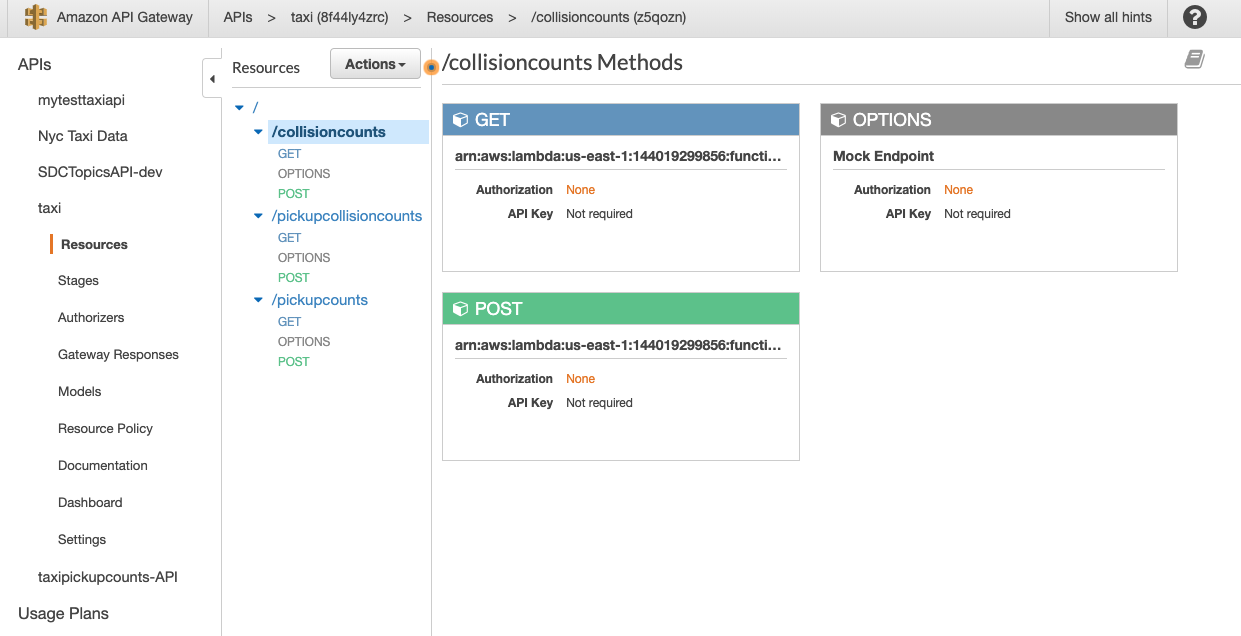 Amazon API Gateway APIs > taxi (8f44ly4zrc) > Resources > /collisioncounts (z5qozn) Show all hints ?
APIs
mytesttaxiapi
Nyc Taxi Data
SDCTopicsAPI-dev
taxi
Resources
Stages
Authorizers
Gateway Responses
Models
Resource Policy
Documentation
Dashboard
Settings
taxipickupcounts-API
Usage Plans
Resources Actions
/
/collisioncounts
GET
OPTIONS
POST
/pickupcollisioncounts
GET
OPTIONS
POST
/pickupcounts
GET
OPTIONS
POST
/collisioncounts Methods
GET
arn:aws:lambda:us-east-1:144019299856:functi...
Authorization None
API Key Not required
OPTIONS
Mock Endpoint
Authorization None
API Key Not required
POST
arn:aws:lambda:us-east-1:144019299856:functi...
Authorization None
API Key Not required